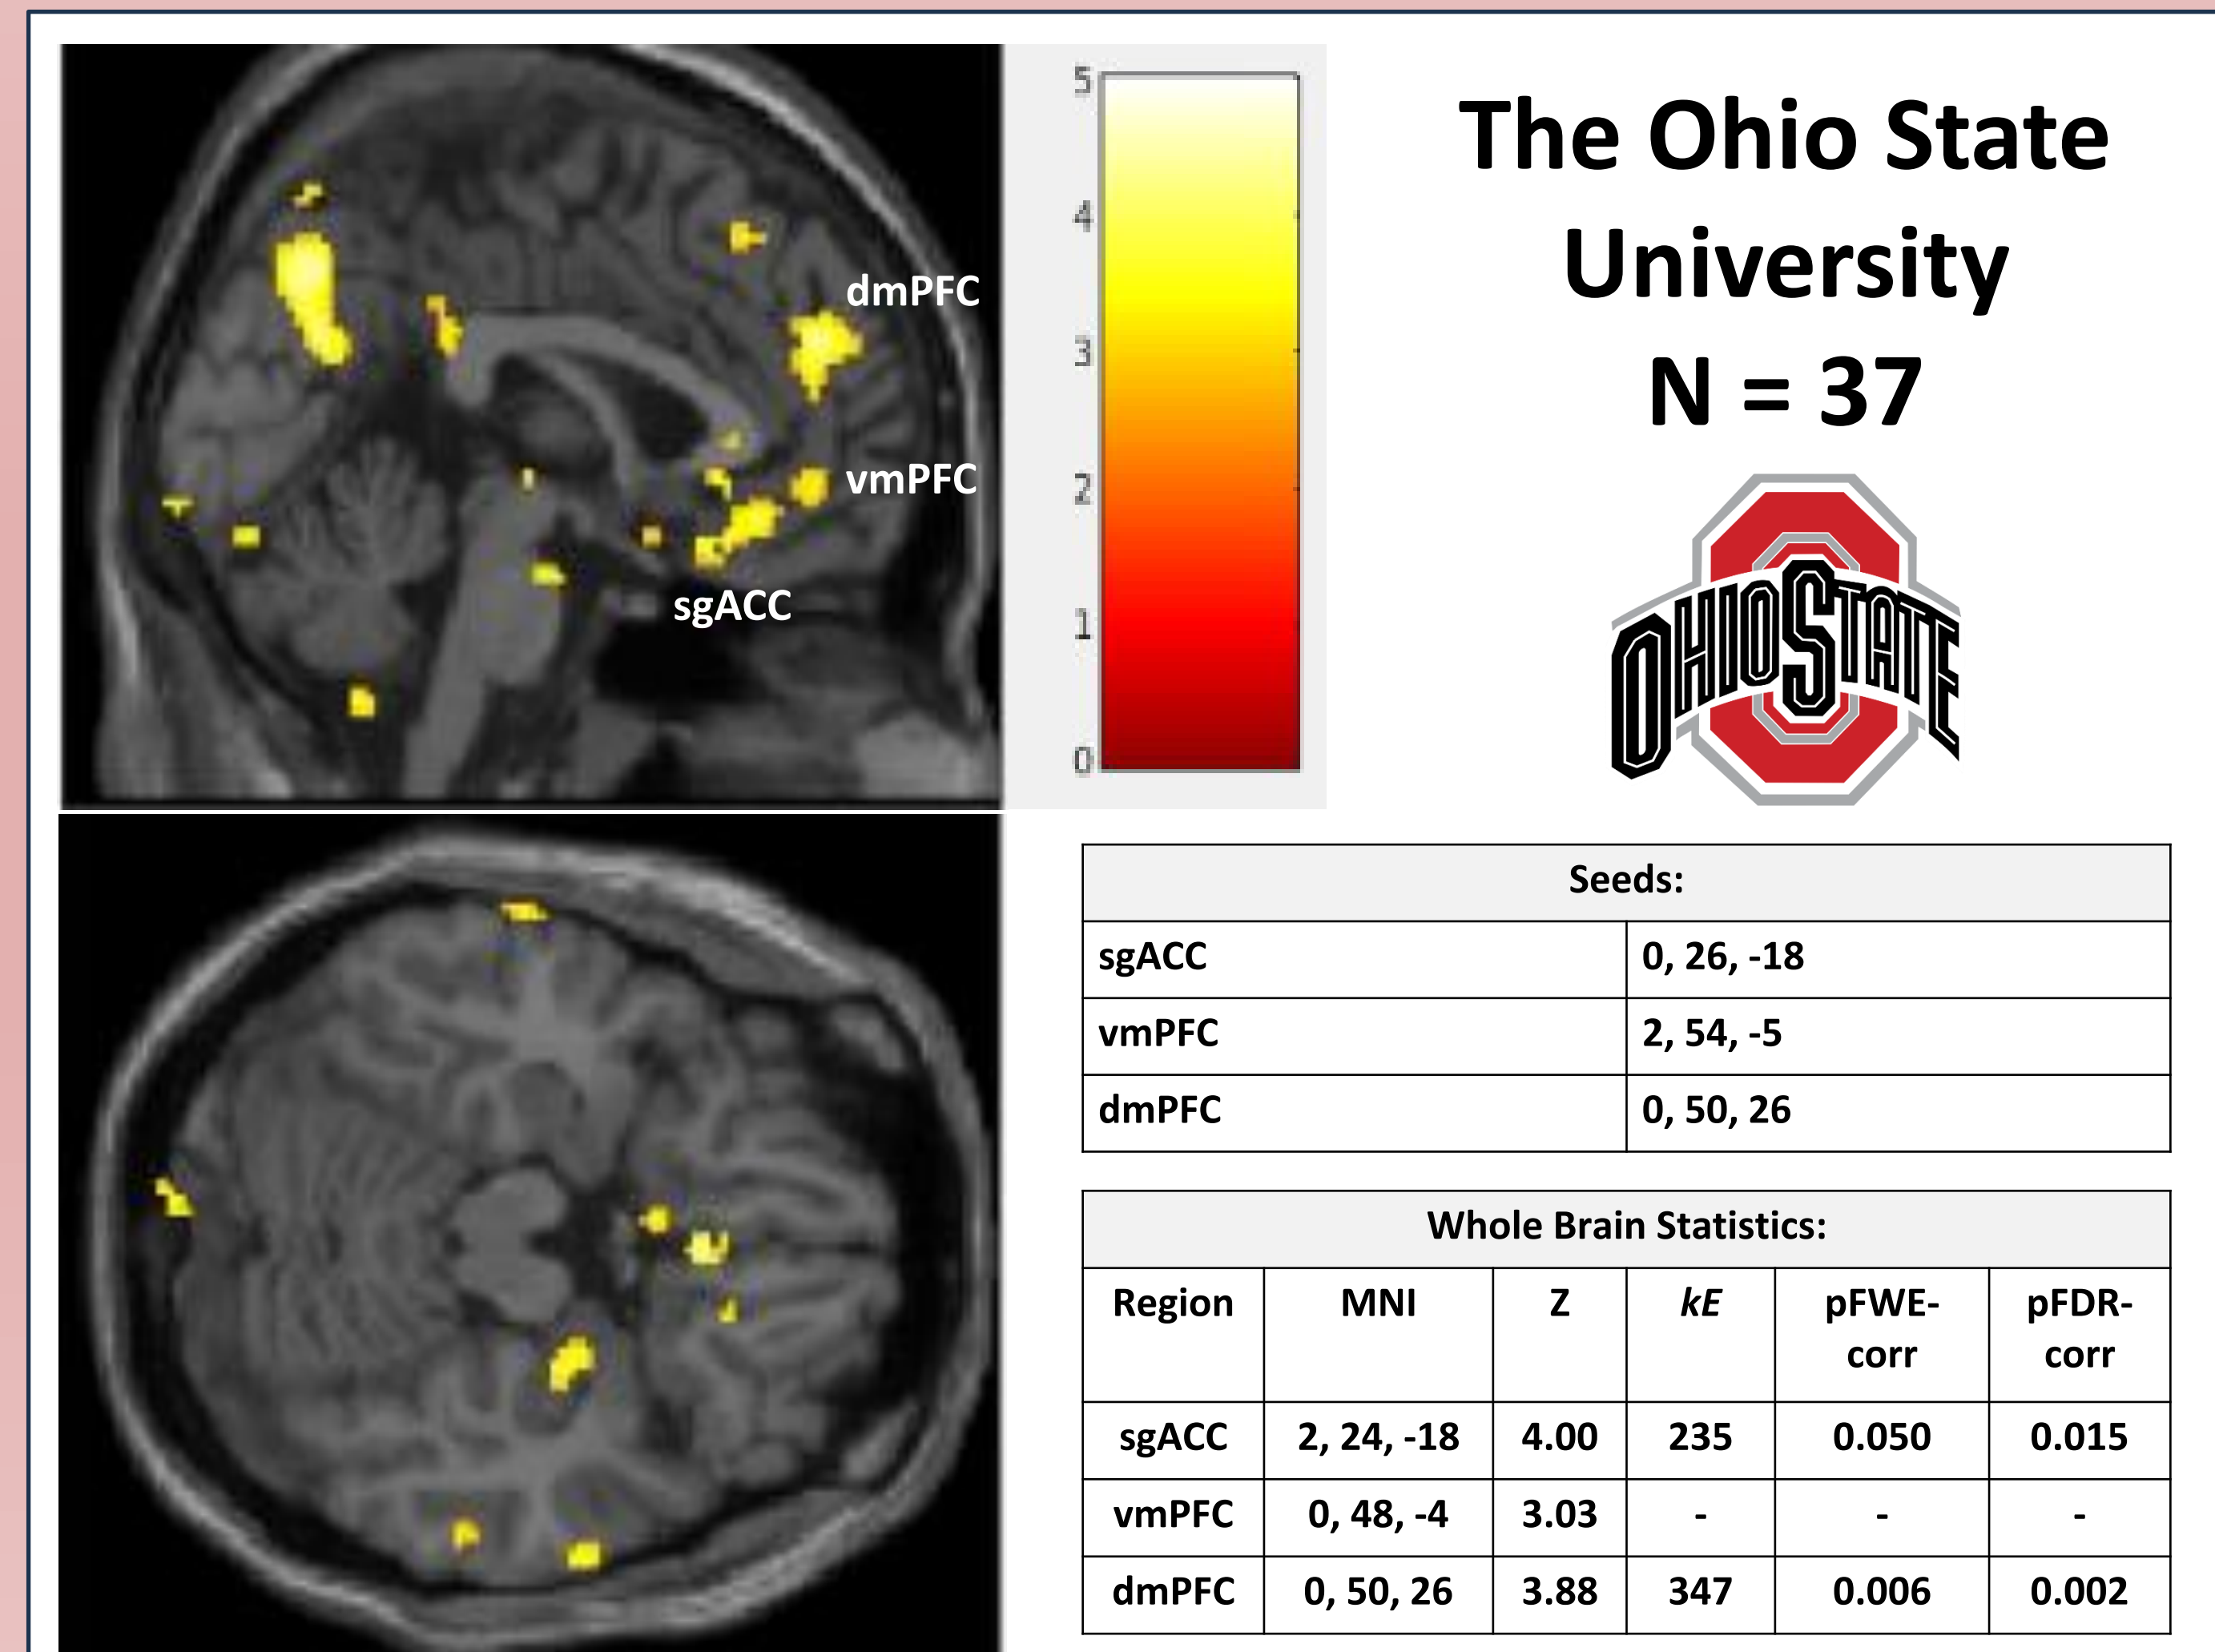 dmPFC
vmPFC
sgACC
5
4
3
2
1
0
The Ohio State
University
N = 37
OHIO STATE
Seeds:
sgACC 0, 26, -18
vmPFC 2, 54, -5
dmPFC 0, 50, 26
Whole Brain Statistics:
Region MNI Z kE pFWE- pFDR-
corr corr
sgACC 2, 24, -18 4.00 235 0.050 0.015
vmPFC 0, 48, -4 3.03 - - -
dmPFC 0, 50, 26 3.88 347 0.006 0.002